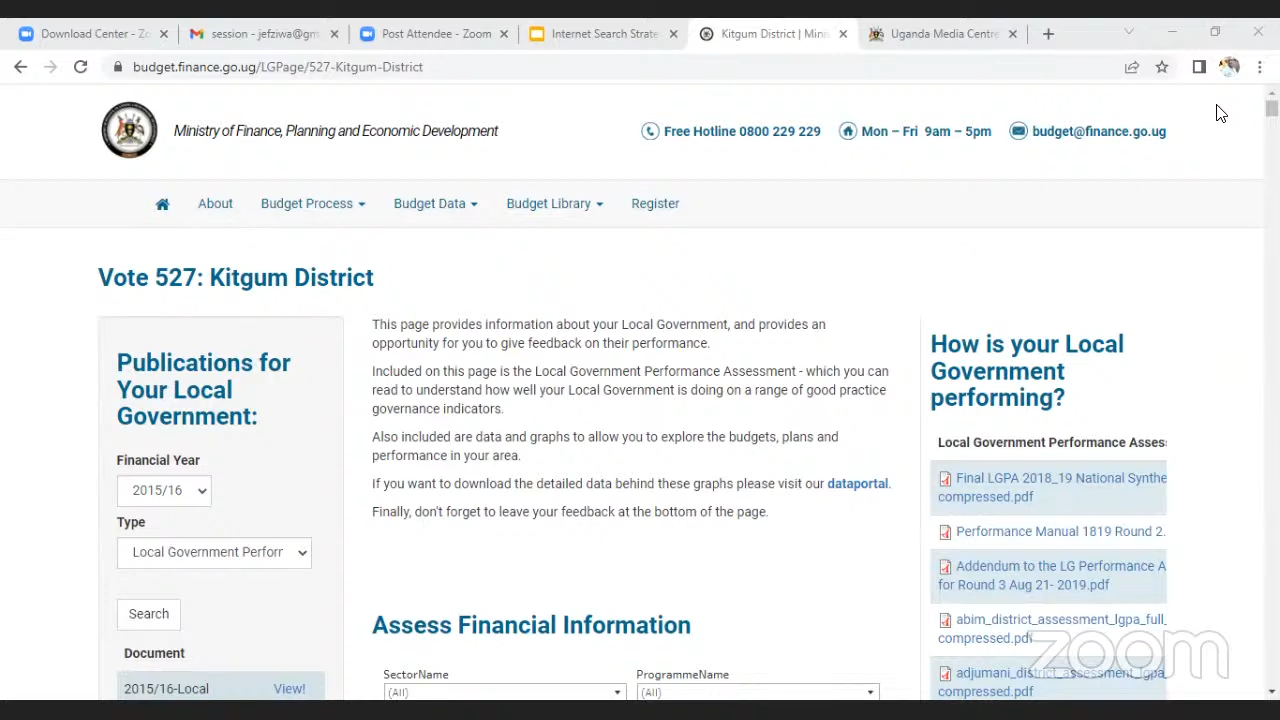 Download Center - Zo
session - jefziwa@gm
Post Attendee - Zoom
Internet Search Strate
Kitgum District | Mini
Uganda Media Centre
budget.finance.go.ug/LGPage/527-Kitgum-District
Ministry of Finance, Planning and Economic Development
Free Hotline 0800 229 229
Mon – Fri 9am – 5pm
budget@finance.go.ug
About
Budget Process
Budget Data
Budget Library
Register
Vote 527: Kitgum District
Publications for
Your Local
Government:
Financial Year
2015/16
Type
Local Government Perforr
Search
Document
2015/16-Local
View!
This page provides information about your Local Government, and provides an
opportunity for you to give feedback on their performance.
Included on this page is the Local Government Performance Assessment - which you can
read to understand how well your Local Government is doing on a range of good practice
governance indicators.
Also included are data and graphs to allow you to explore the budgets, plans and
performance in your area.
If you want to download the detailed data behind these graphs please visit our dataportal.
Finally, don't forget to leave your feedback at the bottom of the page.
Assess Financial Information
SectorName
(All)
ProgrammeName
(All)
How is your Local
Government
performing?
Local Government Performance Asses
Final LGPA 2018_19 National Synthe
compressed.pdf
Performance Manual 1819 Round 2.
Addendum to the LG Performance A
for Round 3 Aug 21- 2019.pdf
abim_district_assessment_lgpa_full_
compressed.pdf
adjumani_district_assessment_lgpa
compressed.pdf
zoom